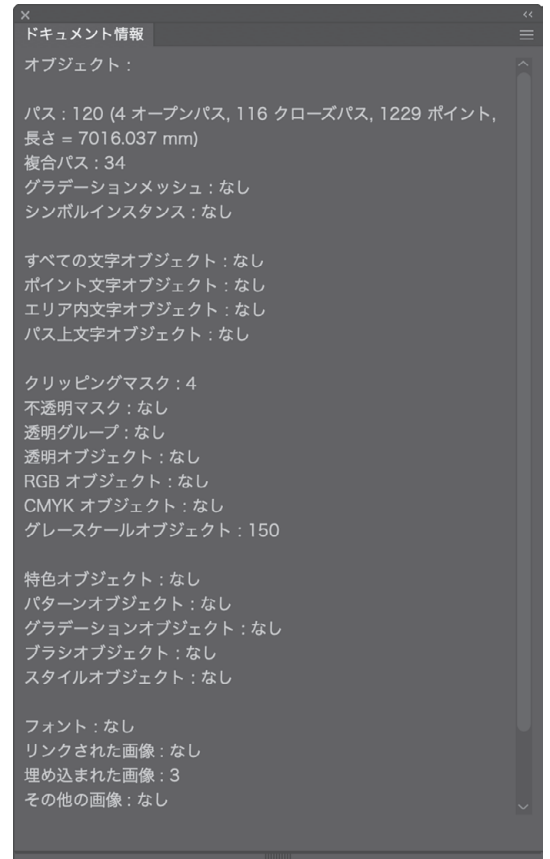 ドキュメント情報
オブジェクト :
パス : 120 (4 オープンパス, 116 クローズパス, 1229 ポイント,
長さ = 7016.037 mm)
複合パス : 34
グラデーションメッシュ : なし
シンボルインスタンス : なし
すべての文字オブジェクト : なし
ポイント文字オブジェクト : なし
エリア内文字オブジェクト : なし
パス上文字オブジェクト : なし
クリッピングマスク : 4
不透明マスク : なし
透明グループ : なし
透明オブジェクト : なし
RGB オブジェクト : なし
CMYK オブジェクト : なし
グレースケールオブジェクト : 150
特色オブジェクト : なし
パターンオブジェクト : なし
グラデーションオブジェクト : なし
ブラシオブジェクト : なし
スタイルオブジェクト : なし
フォント : なし
リンクされた画像 : なし
埋め込まれた画像 : 3
その他の画像 : なし